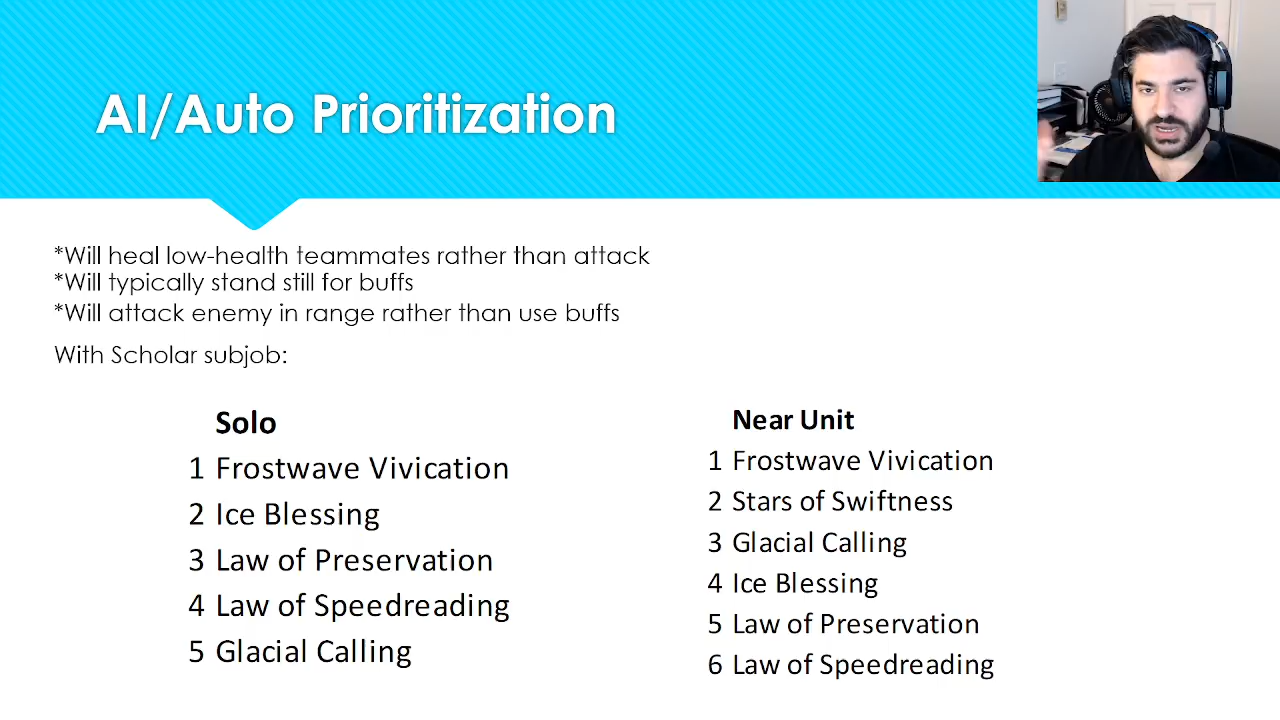 AI/Auto Prioritization
*Will heal low-health teammates rather than attack
*Will typically stand still for buffs
*Will attack enemy in range rather than use buffs
With Scholar subjob:
Solo
1 Frostwave Vivication
2 Ice Blessing
3 Law of Preservation
4 Law of Speedreading
5 Glacial Calling
Near Unit
1 Frostwave Vivication
2 Stars of Swiftness
3 Glacial Calling
4 Ice Blessing
5 Law of Preservation
6 Law of Speedreading